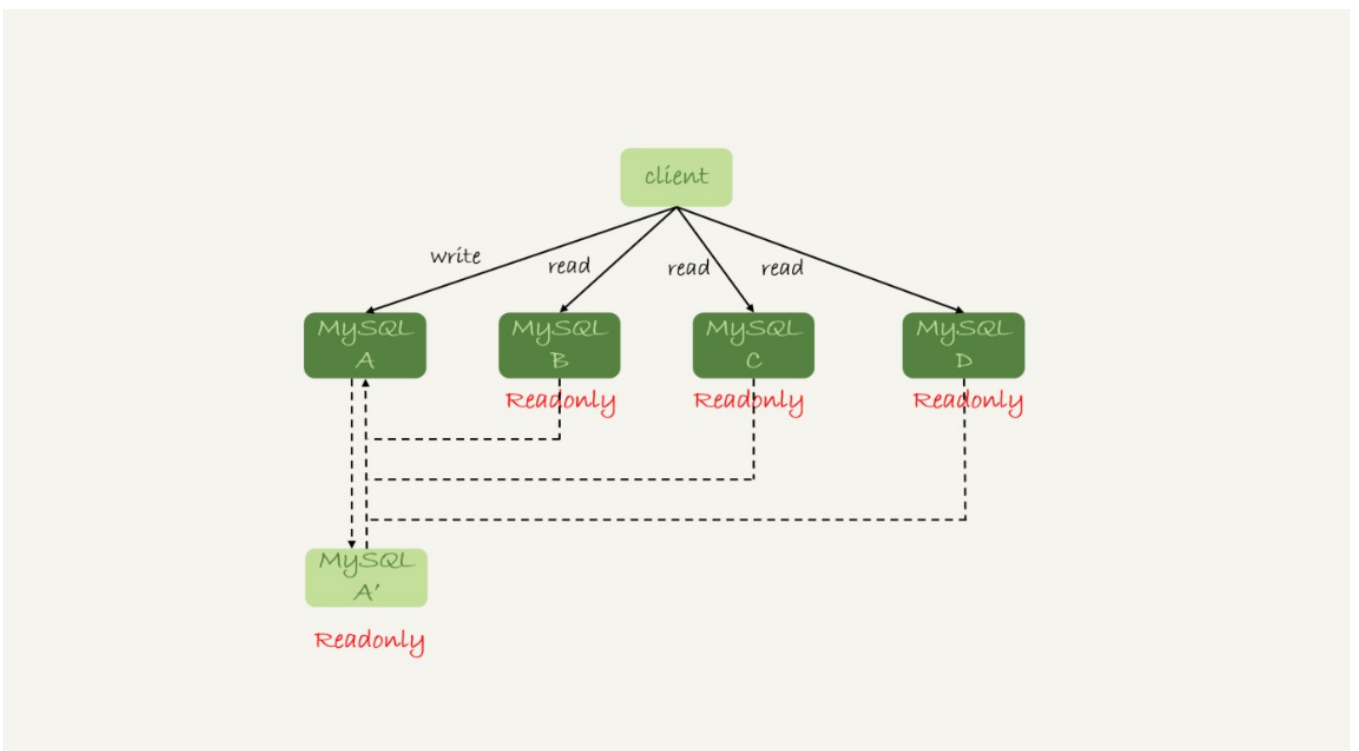 client
write
read
read
read
MySQL
A
MySQL
B
MySQL
C
MySQL
D
Readonly
Readonly
Readonly
MySQL
A'
Readonly